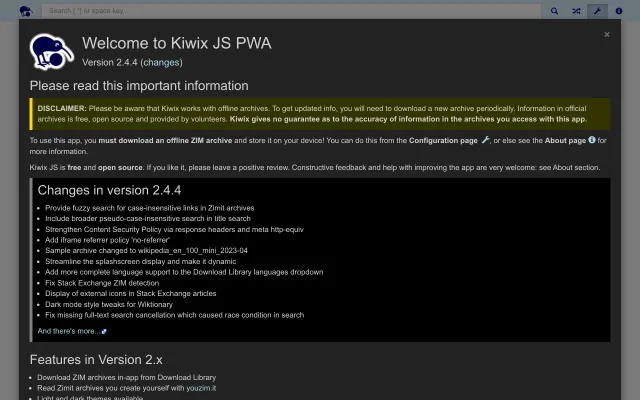 Search [ *] or space key...
×
Welcome to Kiwix JS PWA
Version 2.4.4 (changes)
Please read this important information
DISCLAIMER: Please be aware that Kiwix works with offline archives. To get updated info, you will need to download a new archive periodically. Information in official
archives is free, open source and provided by volunteers. Kiwix gives no guarantee as to the accuracy of information in the archives you access with this app.
To use this app, you must download an offline ZIM archive and store it on your device! You can do this from the Configuration page , or else see the About page for
more information.
Kiwix JS is free and open source. If you like it, please leave a positive review. Constructive feedback and help with improving the app are very welcome: see About section.
Changes in version 2.4.4
• Provide fuzzy search for case-insensitive links in Zimit archives
• Include broader pseudo-case-insensitive search in title search
• Strengthen Content Security Policy via response headers and meta http-equiv
• Add iframe referrer policy 'no-referrer'
• Sample archive changed to wikipedia_en_100_mini_2023-04
• Streamline the splashscreen display and make it dynamic
• Add more complete language support to the Download Library languages dropdown
• Fix Stack Exchange ZIM detection
• Display of external icons in Stack Exchange articles
• Dark mode style tweaks for Wiktionary
• Fix missing full-text search cancellation which caused race condition in search
And there's more...
Features in Version 2.x
• Download ZIM archives in-app from Download Library
• Read Zimit archives you create yourself with youzim.it
• Light and dark themes available